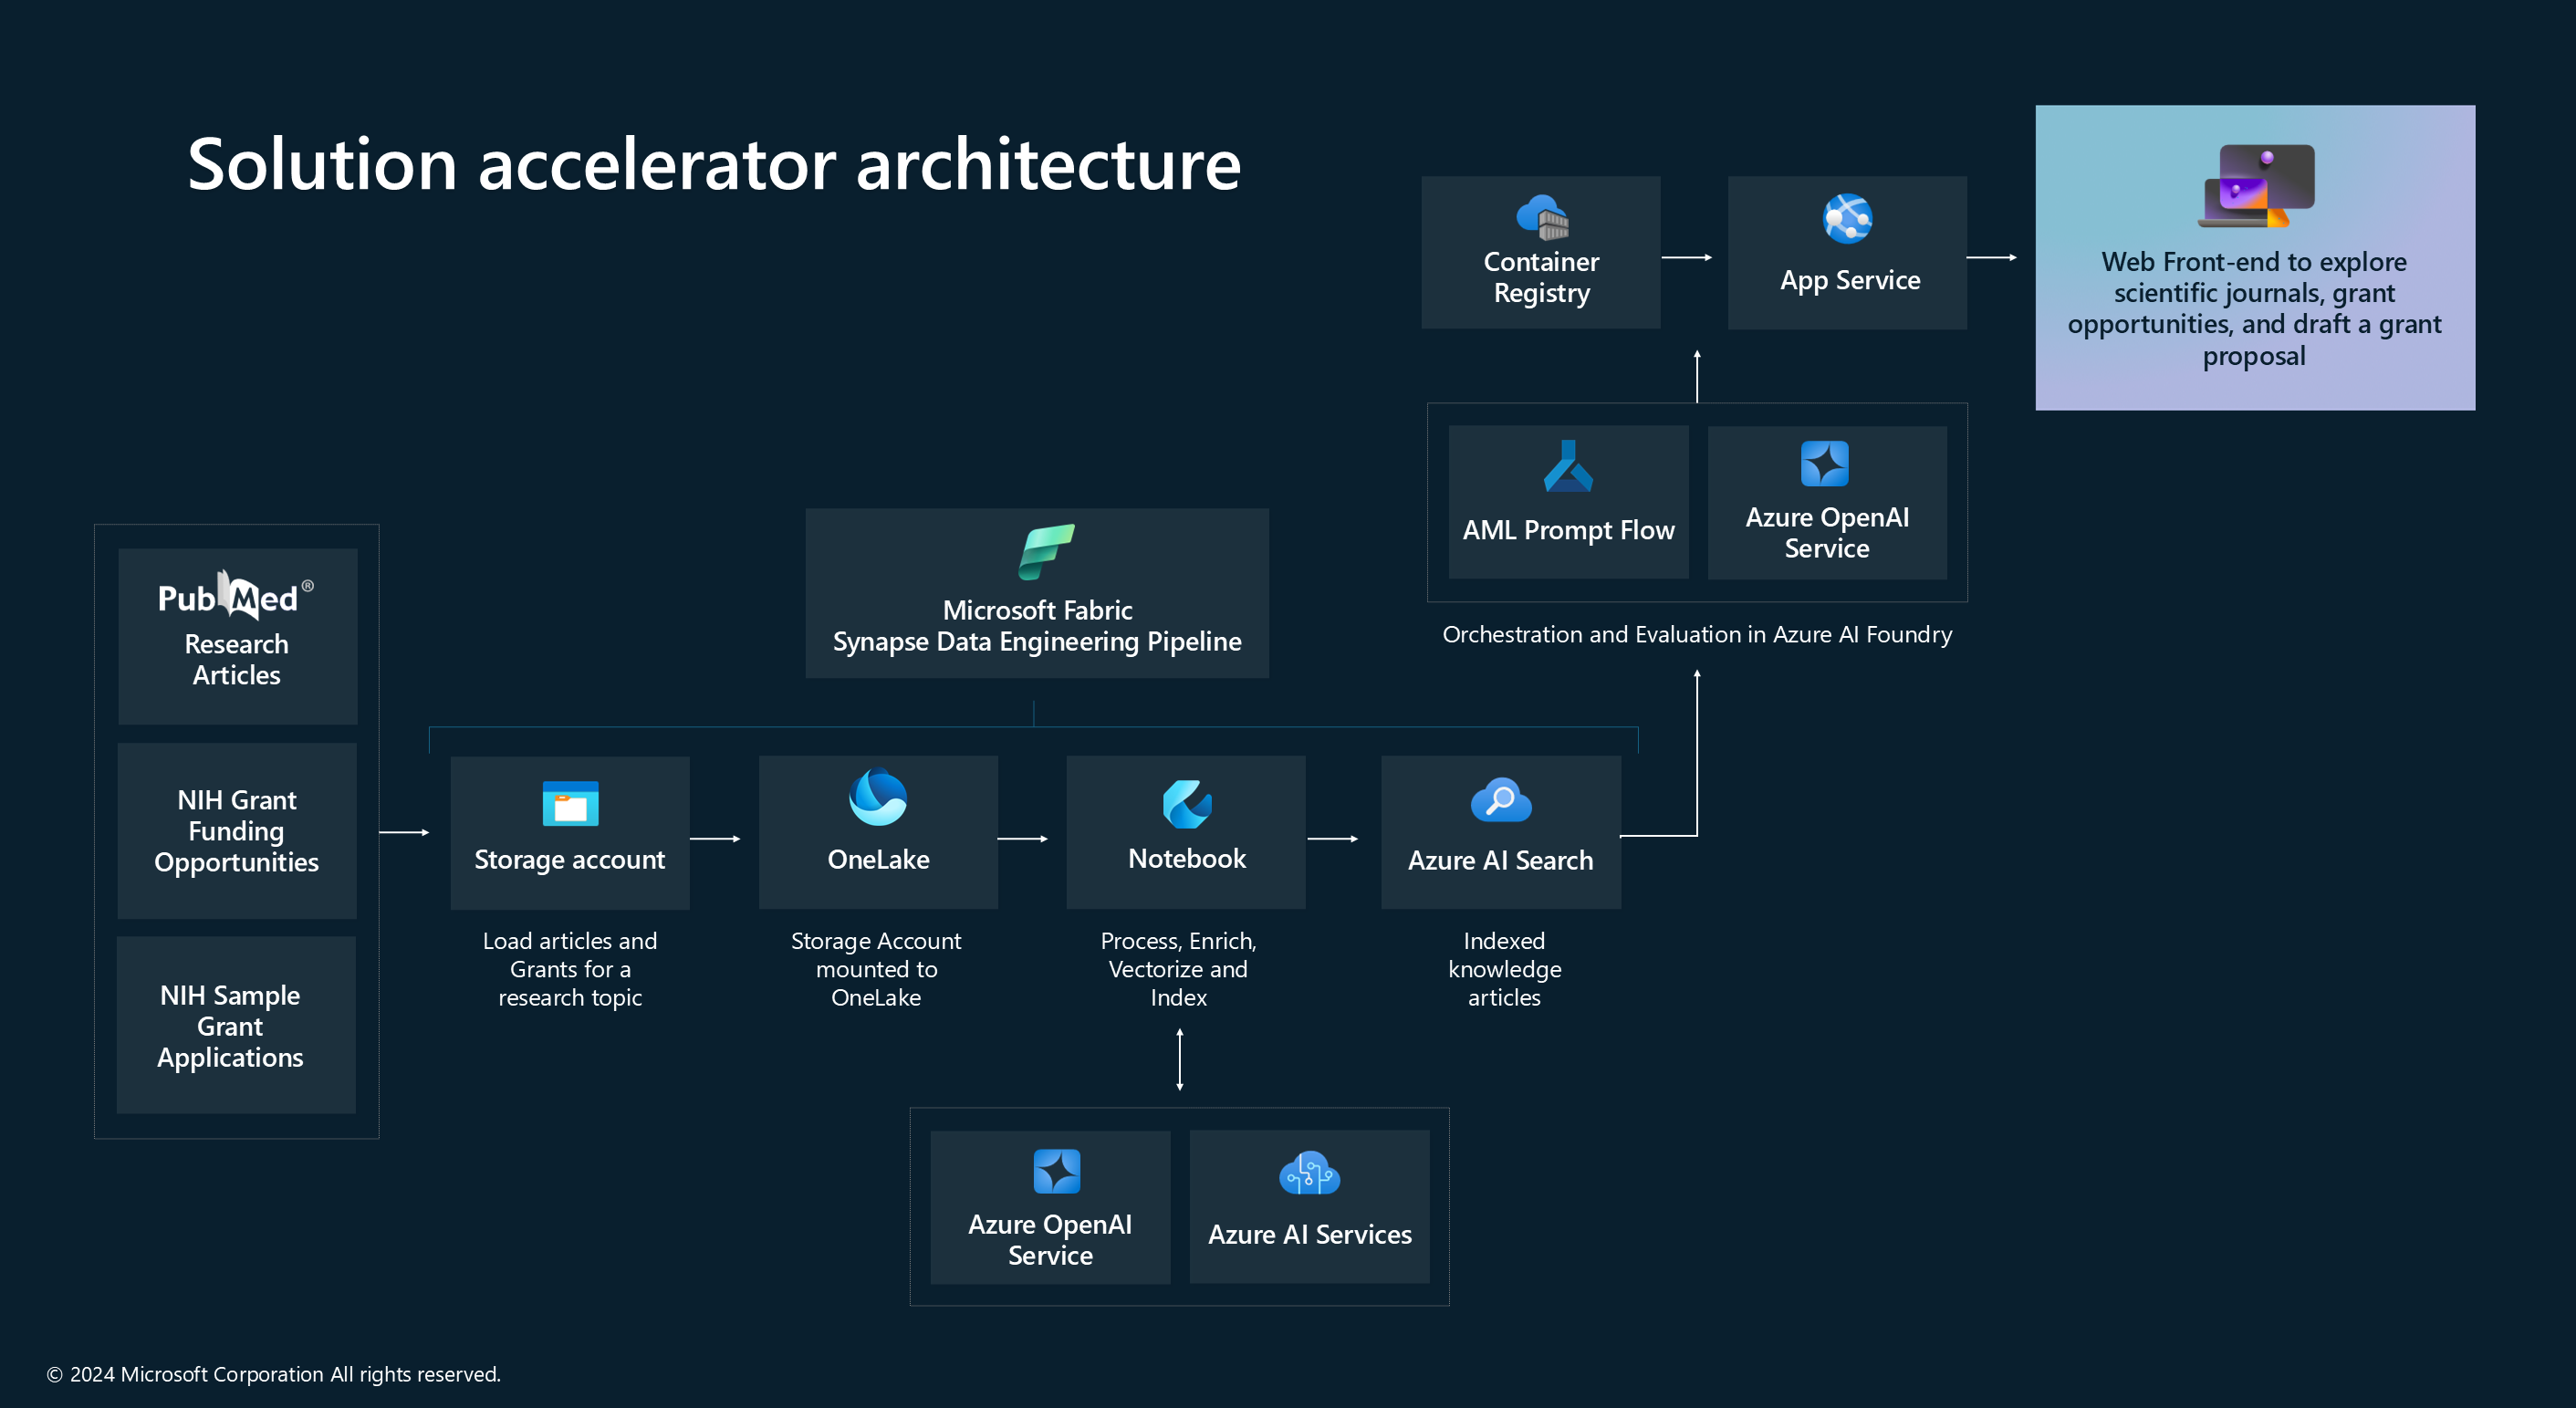 Solution accelerator architecture
Container
Registry
App Service
Web Front-end to explore
scientific journals, grant
opportunities, and draft a grant
proposal
AML Prompt Flow
Azure OpenAI
Service
Orchestration and Evaluation in Azure AI Foundry
Microsoft Fabric
Synapse Data Engineering Pipeline
PubMed®
Research
Articles
NIH Grant
Funding
Opportunities
NIH Sample
Grant
Applications
Storage account
Load articles and
Grants for a
research topic
OneLake
Storage Account
mounted to
OneLake
Notebook
Process, Enrich,
Vectorize and
Index
Azure AI Search
Indexed
knowledge
articles
Azure OpenAI
Service
Azure AI Services
© 2024 Microsoft Corporation All rights reserved.